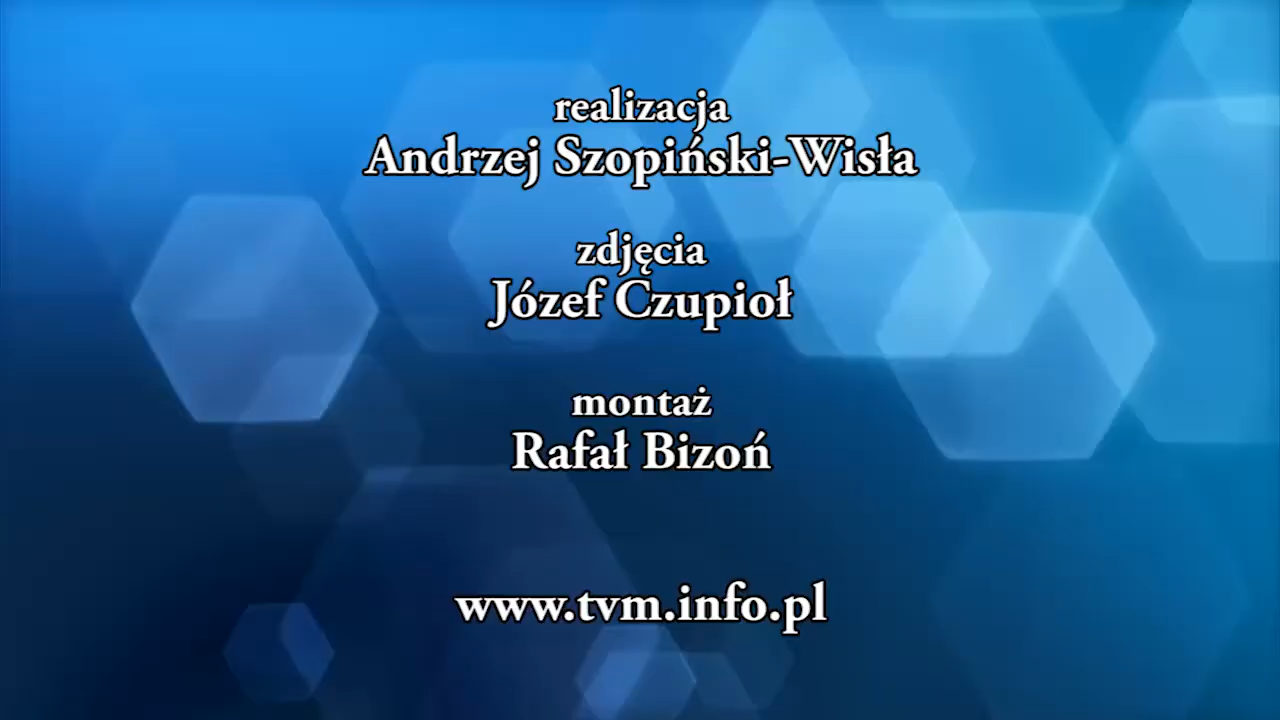 realizacja
Andrzej Szopiński-Wisła
zdjęcia
Józef Czupioł
montaż
Rafał Bizoń
www.tvm.info.pl